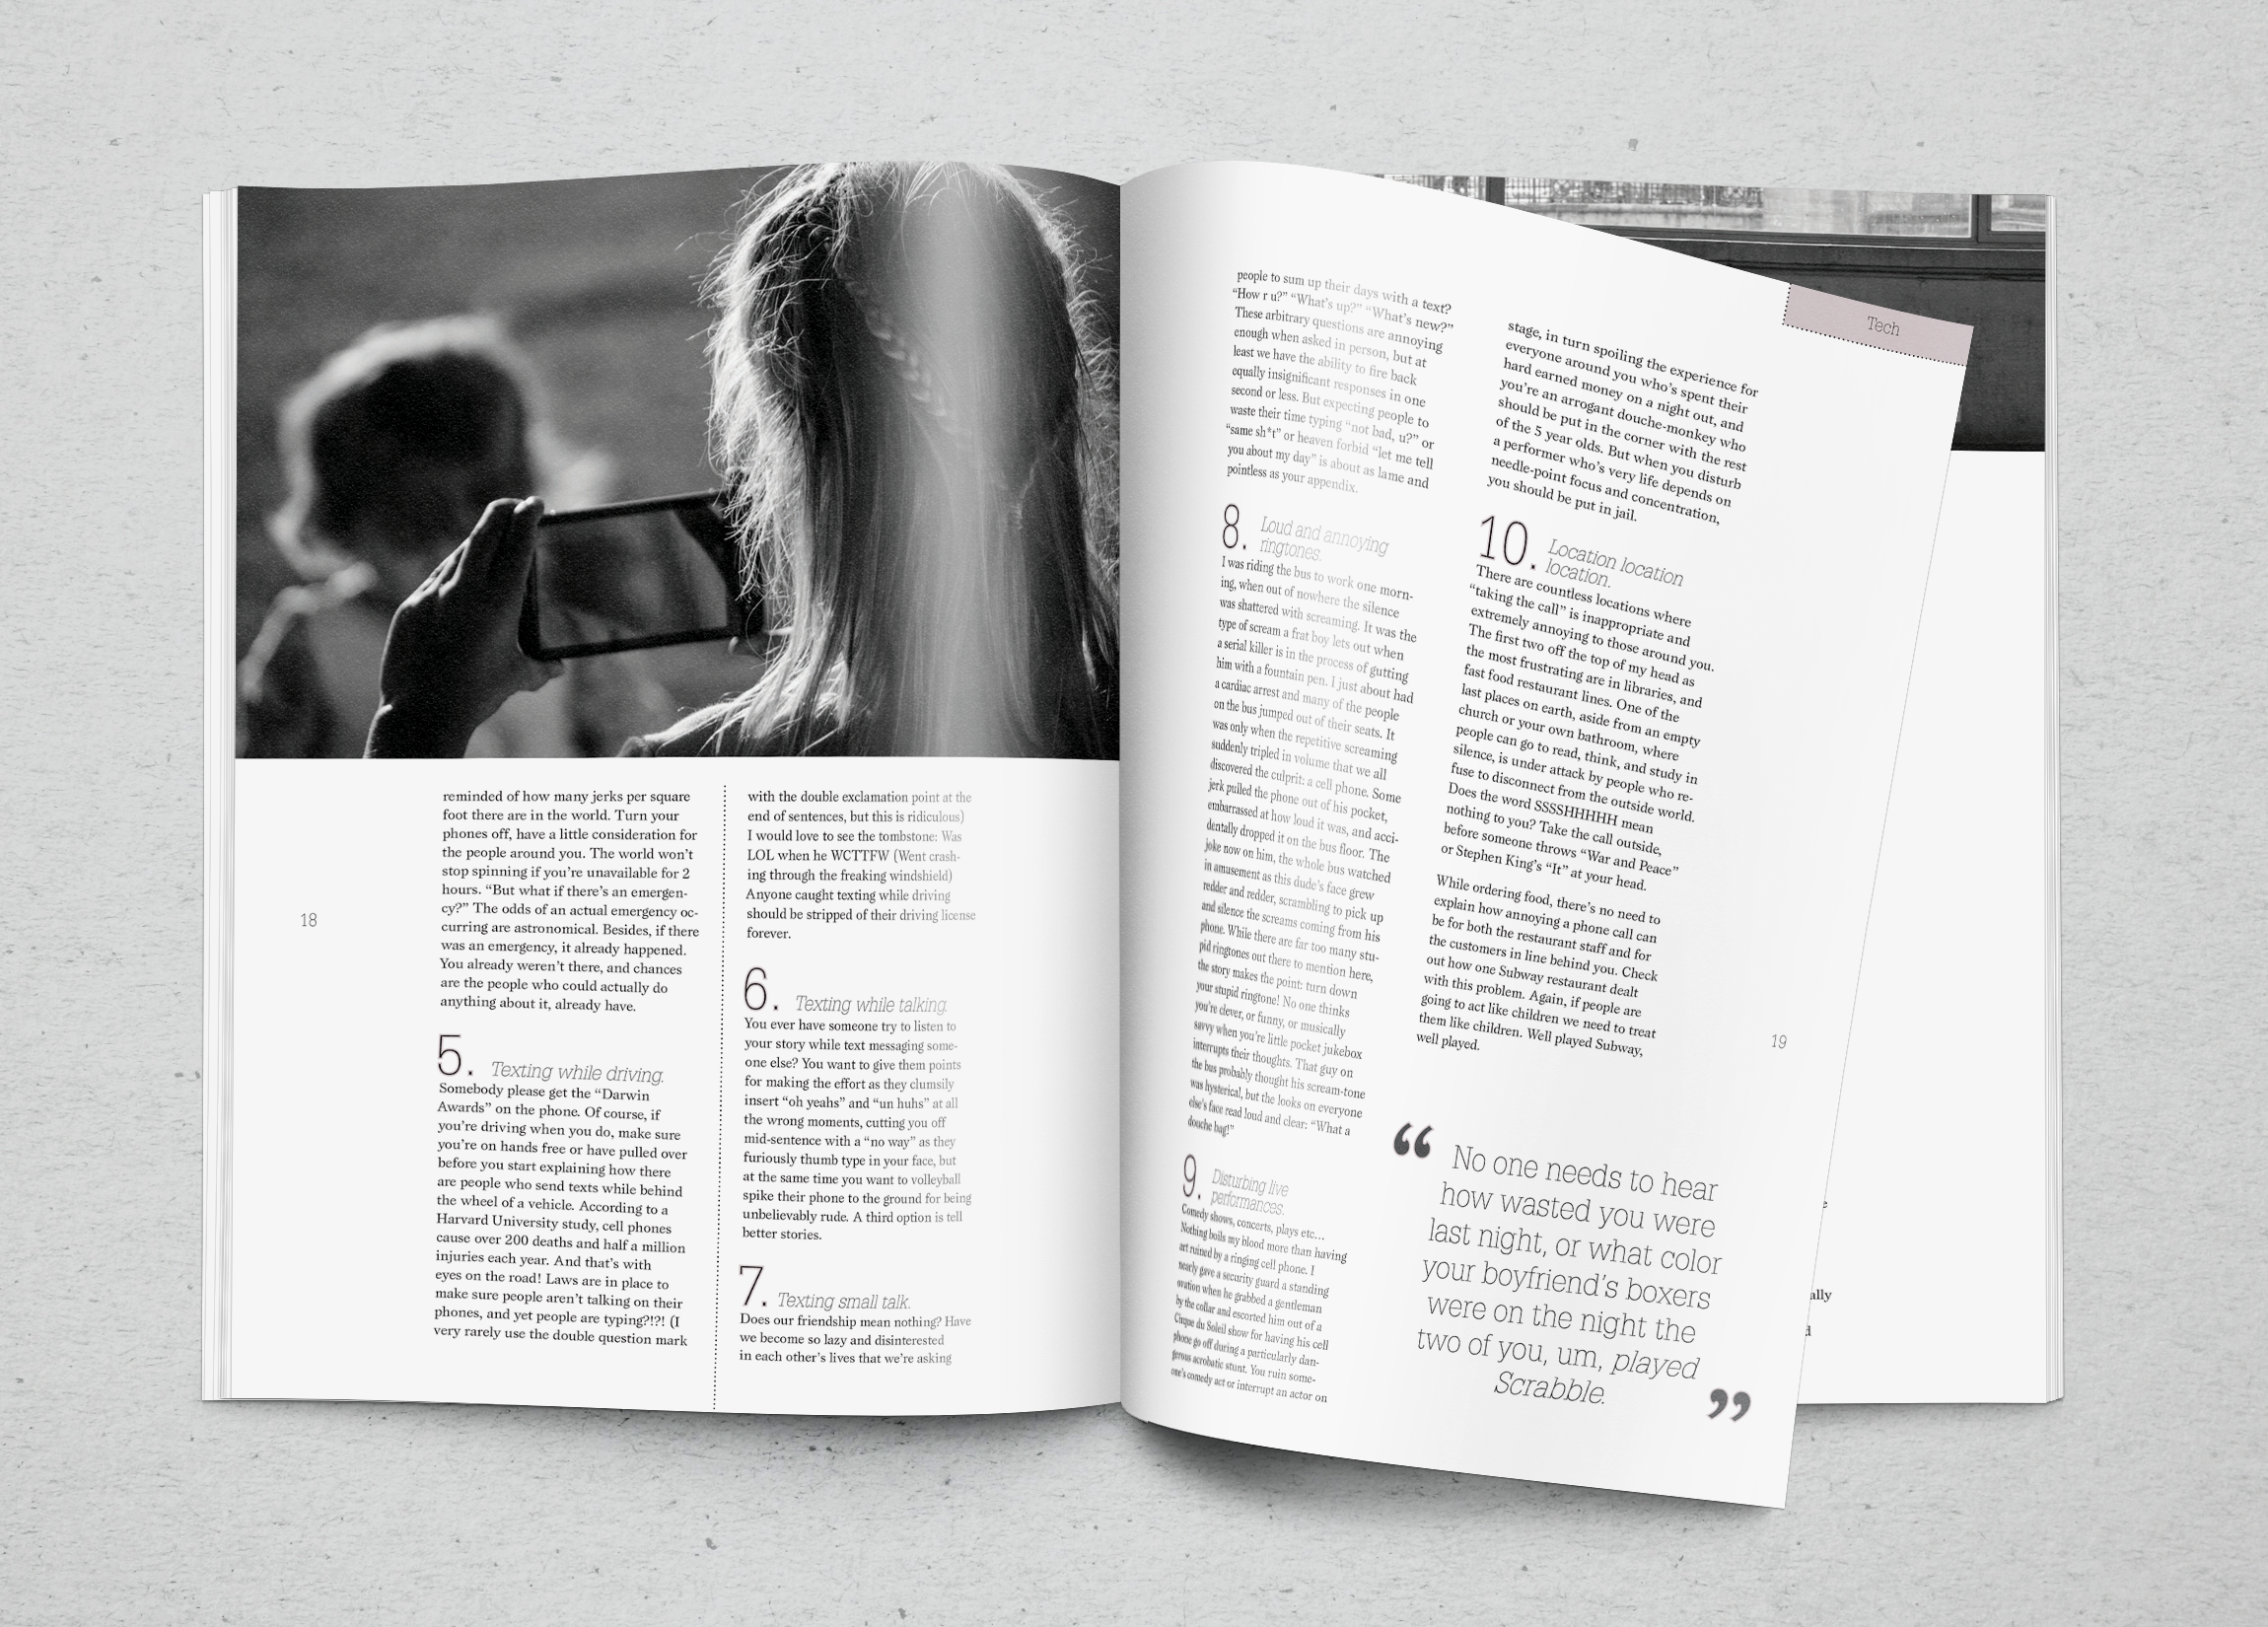 reminded of how many jerks per square
foot there are in the world. Turn your
phones off, have a little consideration for
the people around you. The world won't
stop spinning if you're unavailable for 2
hours. “But what if there's an emergen-
cy?” The odds of an actual emergency oc-
curring are astronomical. Besides, if there
was an emergency, it already happened.
You already weren't there, and chances
are the people who could actually do
anything about it, already have.
5. Texting while driving.
Somebody please get the “Darwin
Awards” on the phone. Of course, if
you're driving when you do, make sure
you're on hands free or have pulled over
before you start explaining how there
are people who send texts while behind
the wheel of a vehicle. According to a
Harvard University study, cell phones
cause over 200 deaths and half a million
injuries each year. And that's with
eyes on the road! Laws are in place to
make sure people aren't talking on their
phones, and yet people are typing?!?! (I
very rarely use the double question mark
18
with the double exclamation point at the
end of sentences, but this is ridiculous)
I would love to see the tombstone: Was
LOL when he WCTTFW (Went crash-
ing through the freaking windshield)
Anyone caught texting while driving
should be stripped of their driving license
forever.
6. Texting while talking.
You ever have someone try to listen to
your story while text messaging some-
one else? You want to give them points
for making the effort as they clumsily
insert “oh yeahs” and “un huhs” at all
the wrong moments, cutting you off
mid-sentence with a “no way” as they
furiously thumb type in your face, but
at the same time you want to volleyball
spike their phone to the ground for being
unbelievably rude. A third option is tell
better stories.
7. Texting small talk.
Does our friendship mean nothing? Have
we become so lazy and disinterested
in each other's lives that we're asking
people to sum up their days with a text?
“How r u?” “What's up?” “What's new?”
These arbitrary questions are annoying
enough when asked in person, but at
least we have the ability to fire back
equally insignificant responses in one
second or less. But expecting people to
waste their time typing “not bad, u?” or
“same sh*t” or heaven forbid “let me tell
you about my day” is about as lame and
pointless as your appendix.
8. Loud and annoying
ringtones.
I was riding the bus to work one morn-
ing, when out of nowhere the silence
was shattered with screaming. It was the
type of scream a frat boy lets out when
a serial killer is in the process of gutting
him with a fountain pen. I just about had
a cardiac arrest and many of the people
on the bus jumped out of their seats. It
was only when the repetitive screaming
suddenly tripled in volume that we all
discovered the culprit: a cell phone. Some
jerk pulled the phone out of his pocket,
embarrassed at how loud it was, and acci-
dentally dropped it on the bus floor. The
joke now on him, the whole bus watched
in amusement as this dude's face grew
redder and redder, scrambling to pick up
and silence the screams coming from his
phone. While there are far too many stu-
pid ringtones out there to mention here,
the story makes the point: turn down
your stupid ringtone! No one thinks
you're clever, or funny, or musically
savvy when you're little pocket jukebox
interrupts their thoughts. That guy on
the bus probably thought his scream-tone
was hysterical, but the looks on everyone
else's face read loud and clear: “What a
douche bag!”
9. Disturbing live
performances.
Comedy shows, concerts, plays etc...
Nothing boils my blood more than having
art ruined by a ringing cell phone. I
nearly gave a security guard a standing
ovation when he grabbed a gentleman
by the collar and escorted him out of a
Cirque du Soleil show for having his cell
phone go off during a particularly dan-
gerous acrobatic stunt. You ruin some-
one's comedy act or interrupt an actor on
Tech
stage, in turn spoiling the experience for
everyone around you who's spent their
hard earned money on a night out, and
you're an arrogant douche-monkey who
should be put in the corner with the rest
of the 5 year olds. But when you disturb
a performer who's very life depends on
needle-point focus and concentration,
you should be put in jail.
10. Location location
location.
There are countless locations where
“taking the call” is inappropriate and
extremely annoying to those around you.
The first two off the top of my head as
the most frustrating are in libraries, and
fast food restaurant lines. One of the
last places on earth, aside from an empty
church or your own bathroom, where
people can go to read, think, and study in
silence, is under attack by people who re-
fuse to disconnect from the outside world.
Does the word SSSSHHHHH mean
nothing to you? Take the call outside,
before someone throws “War and Peace”
or Stephen King's “It” at your head.
While ordering food, there's no need to
explain how annoying a phone call can
be for both the restaurant staff and for
the customers in line behind you. Check
out how one Subway restaurant dealt
with this problem. Again, if people are
going to act like children we need to treat
them like children. Well played Subway,
well played.
19
“ No one needs to hear
how wasted you were
last night, or what color
your boyfriend's boxers
were on the night the
two of you, um, played
Scrabble. ”